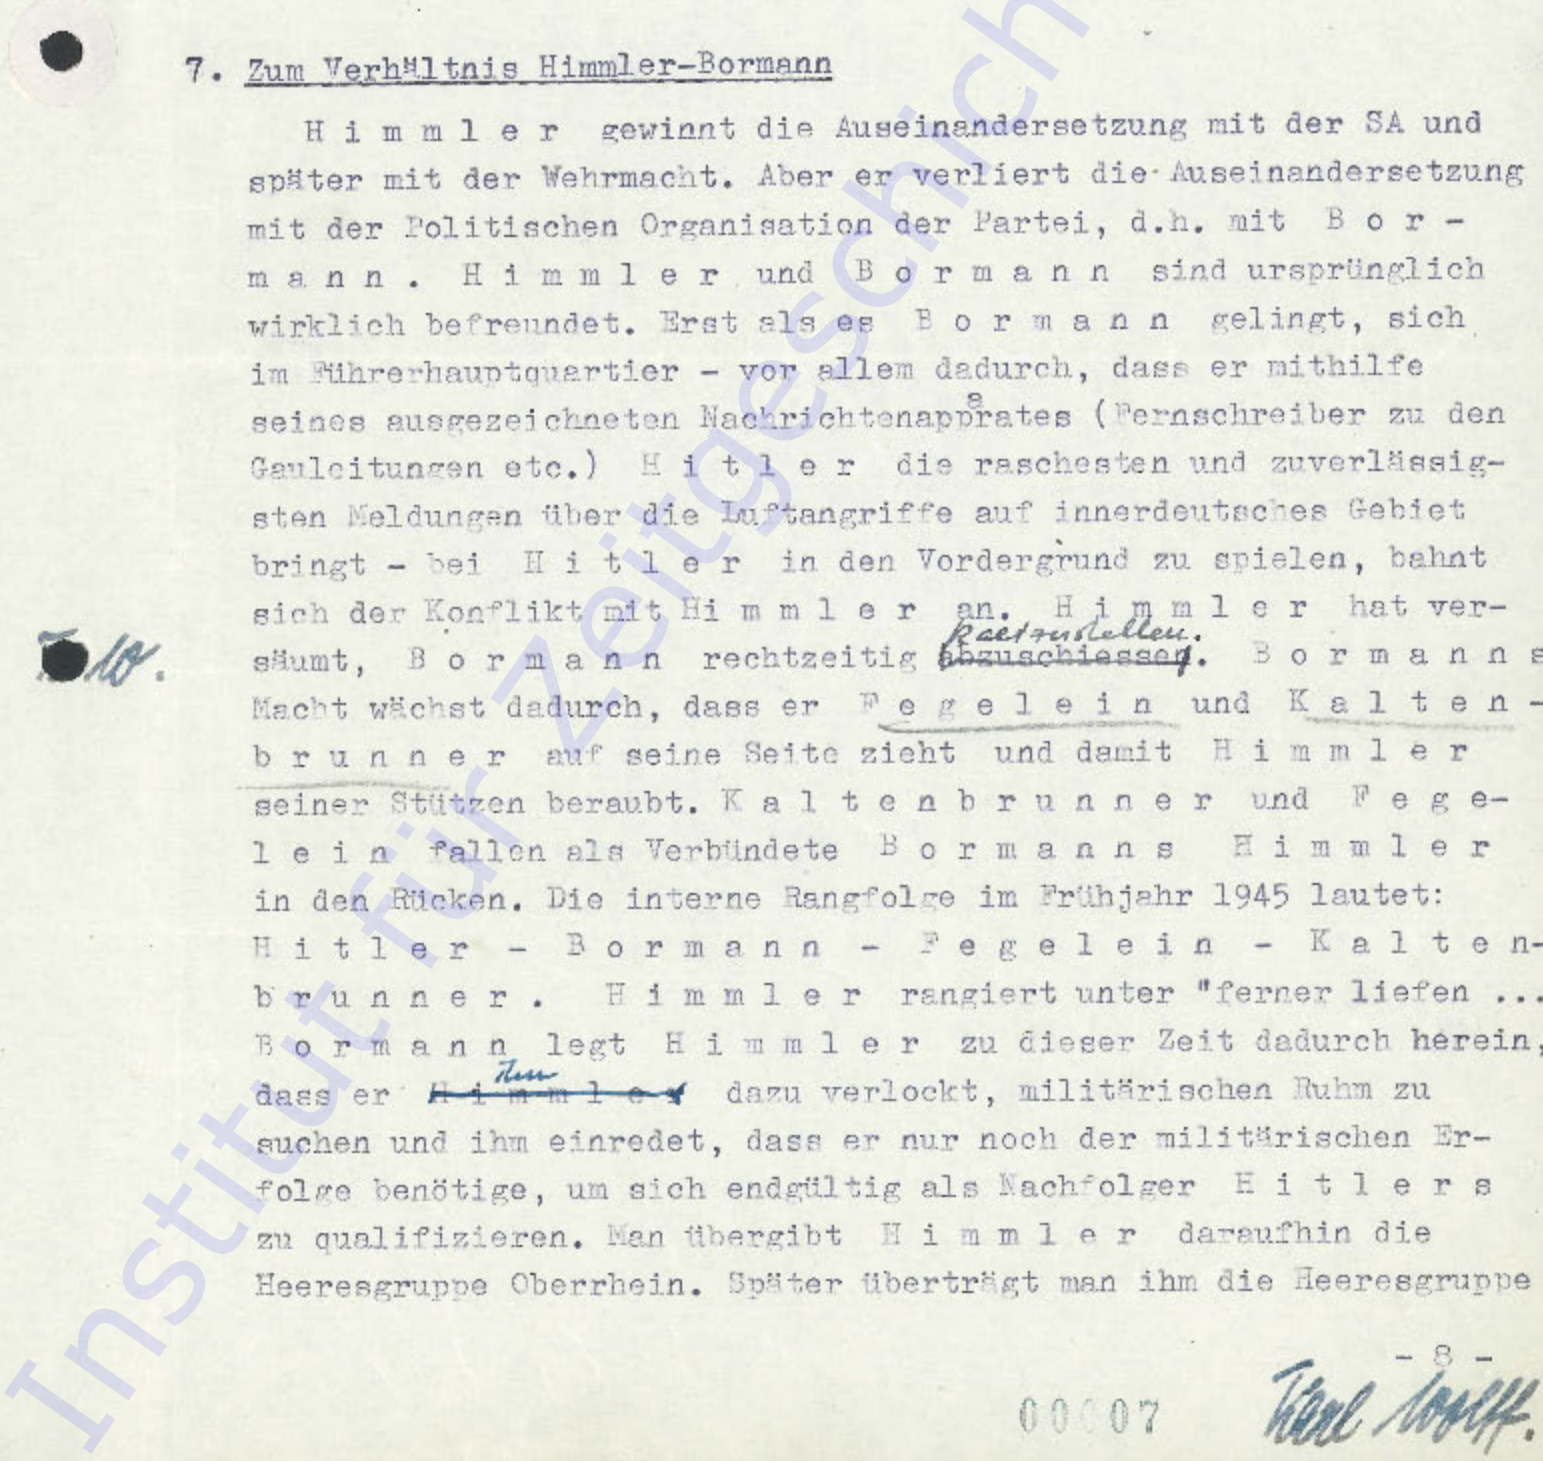 7. Zum Verhältnis Himmler-Bormann
H i m m l e r gewinnt die Auseinandersetzung mit der SA und
später mit der Wehrmacht. Aber er verliert die Auseinandersetzung
mit der Politischen Organisation der Partei, d.h. mit B o r -
m a n n . H i m m l e r und B o r m a n n sind ursprünglich
wirklich befreundet. Erst als es B o r m a n n gelingt, sich
im Führerhauptquartier - vor allem dadurch, dass er mithilfe
a
seines ausgezeichneten Nachrichtenapprates (Fernschreiber zu den
Gauleitungen etc.) H i t l e r die raschesten und zuverlässig-
sten Meldungen über die Luftangriffe auf innerdeutsches Gebiet
bringt - bei H i t l e r in den Vordergrund zu spielen, bahnt
sich der Konflikt mit H i m m l e r an. H i m m l e r hat ver-
kaltzustellen.
säumt, B o r m a n n rechtzeitig abzuschiessen. B o r m a n n s
K. W.
Macht wächst dadurch, dass er F e g e l e i n und K a l t e n -
b r u n n e r auf seine Seite zieht und damit H i m m l e r
seiner Stützen beraubt. K a l t e n b r u n n e r und F e g e-
l e i n fallen als Verbündete B o r m a n n s H i m m l e r
in den Rücken. Die interne Rangfolge im Frühjahr 1945 lautet:
H i t l e r - B o r m a n n - F e g e l e i n - K a l t e n-
b r u n n e r . H i m m l e r rangiert unter "ferner liefen ...
B o r m a n n legt H i m m l e r zu dieser Zeit dadurch herein,
ihn
dass er H i m m l e r dazu verlockt, militärischen Ruhm zu
suchen und ihm einredet, dass er nur noch der militärischen Er-
folge benötige, um sich endgültig als Nachfolger H i t l e r s
zu qualifizieren. Man übergibt H i m m l e r daraufhin die
Heeresgruppe Oberrhein. Später überträgt man ihm die Heeresgruppe
- 8 -
00007
Karl Wolff.
Institut für Zeitgeschich